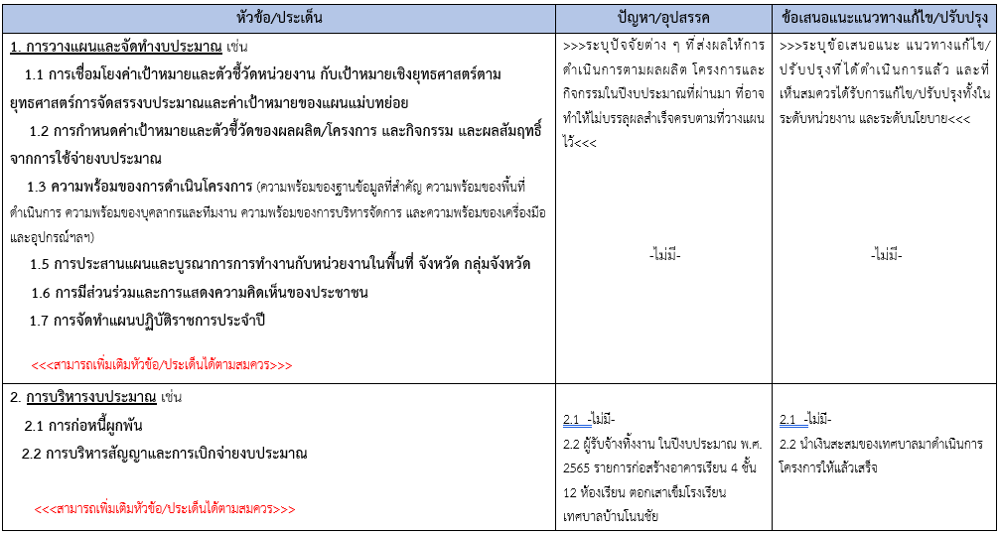 หัวข้อ/ประเด็น
ปัญหา/อุปสรรค
ข้อเสนอแนะแนวทางแก้ไข/ปรับปรุง
1. การวางแผนและจัดทำงบประมาณ เช่น
1.1 การเชื่อมโยงค่าเป้าหมายและตัวชี้วัดหน่วยงาน กับเป้าหมายเชิงยุทธศาสตร์ตาม
ยุทธศาสตร์การจัดสรรงบประมาณและค่าเป้าหมายของแผนแม่บทย่อย
1.2 การกำหนดค่าเป้าหมายและตัวชี้วัดของผลผลิต/โครงการ และกิจกรรม และผลสัมฤทธิ์
จากการใช้จ่ายงบประมาณ
1.3 ความพร้อมของการดำเนินโครงการ (ความพร้อมของฐานข้อมูลที่สำคัญ ความพร้อมของพื้นที่
ดำเนินการ ความพร้อมของบุคลากรและทีมงาน ความพร้อมของการบริหารจัดการ และความพร้อมของเครื่องมือ
และอุปกรณ์ฯลฯ)
1.5 การประสานแผนและบูรณาการการทำงานกับหน่วยงานในพื้นที่ จังหวัด กลุ่มจังหวัด
1.6 การมีส่วนร่วมและการแสดงความคิดเห็นของประชาชน
1.7 การจัดทำแผนปฏิบัติราชการประจำปี
<<<สามารถเพิ่มเติมหัวข้อ/ประเด็นได้ตามสมควร>>>
>>>ระบุปัจจัยต่าง ๆ ที่ส่งผลให้การ
ดำเนินการตามผลผลิต โครงการและ
กิจกรรมในปีงบประมาณที่ผ่านมา ที่อาจ
ทำให้ไม่บรรลุผลสำเร็จครบตามที่วางแผน
ไว้<<<
-ไม่มี-
>>>ระบุข้อเสนอแนะ แนวทางแก้ไข/
ปรับปรุงที่ได้ดำเนินการแล้ว และที่
เห็นสมควรได้รับการแก้ไข/ปรับปรุงทั้งใน
ระดับหน่วยงาน และระดับนโยบาย<<<
-ไม่มี-
2. การบริหารงบประมาณ เช่น
2.1 การก่อหนี้ผูกพัน
2.2 การบริหารสัญญาและการเบิกจ่ายงบประมาณ
<<<สามารถเพิ่มเติมหัวข้อ/ประเด็นได้ตามสมควร>>>
2.1 -ไม่มี-
2.2 ผู้รับจ้างทิ้งงาน ในปีงบประมาณ พ.ศ.
2565 รายการก่อสร้างอาคารเรียน 4 ชั้น
12 ห้องเรียน ตอกเสาเข็มโรงเรียน
เทศบาลบ้านโนนชัย
2.1 -ไม่มี-
2.2 นำเงินสะสมของเทศบาลมาดำเนินการ
โครงการให้แล้วเสร็จ